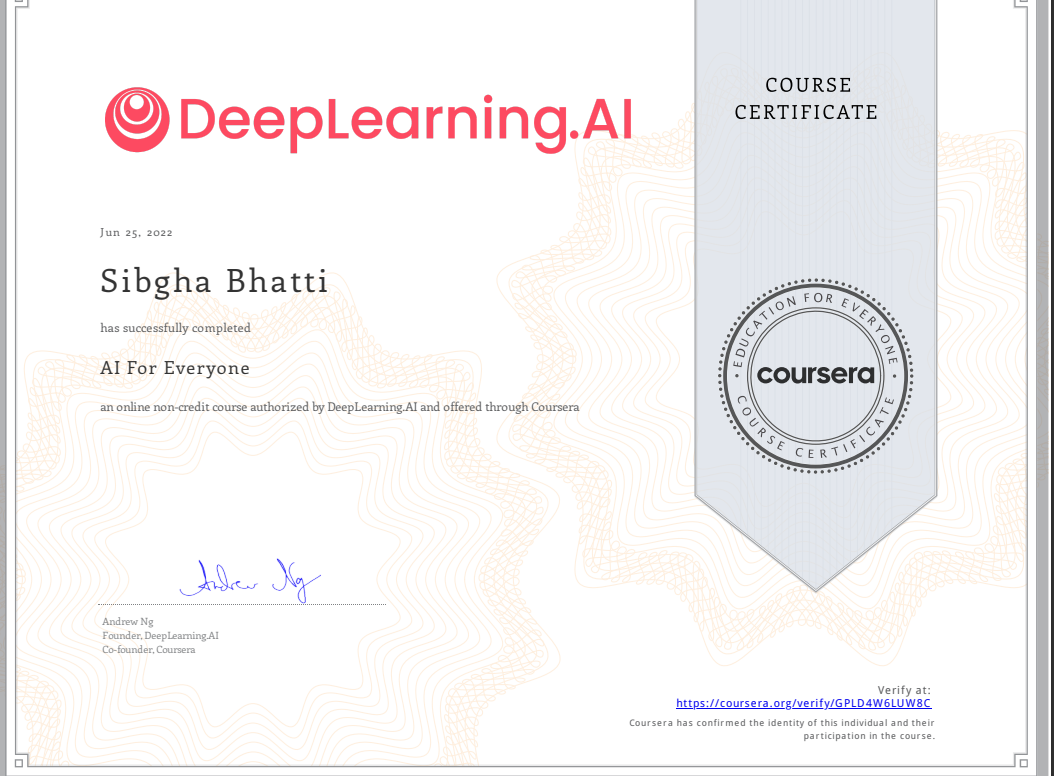 DeepLearning.AI
COURSE
CERTIFICATE
Jun 25, 2022
Sibgha Bhatti
has successfully completed
AI For Everyone
an online non-credit course authorized by DeepLearning.AI and offered through Coursera
EDUCATION FOR EVERYONE
coursera
COURSE CERTIFICATE
Andrew Ng
Andrew Ng
Founder, DeepLearning.AI
Co-founder, Coursera
Verify at:
https://coursera.org/verify/GPLD4W6LUW8C
Coursera has confirmed the identity of this individual and their
participation in the course.